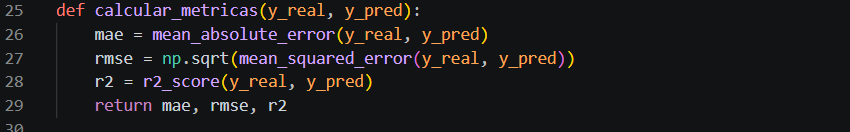 25 def calcular_metricas(y_real, y_pred):
26     mae = mean_absolute_error(y_real, y_pred)
27     rmse = np.sqrt(mean_squared_error(y_real, y_pred))
28     r2 = r2_score(y_real, y_pred)
29     return mae, rmse, r2
30